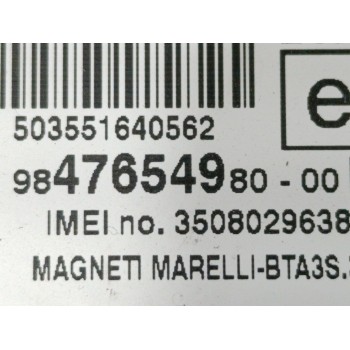 e
503551640562
9847654980 - 00
IMEI no. 3508029638
MAGNETI MARELLI-BTA3S.